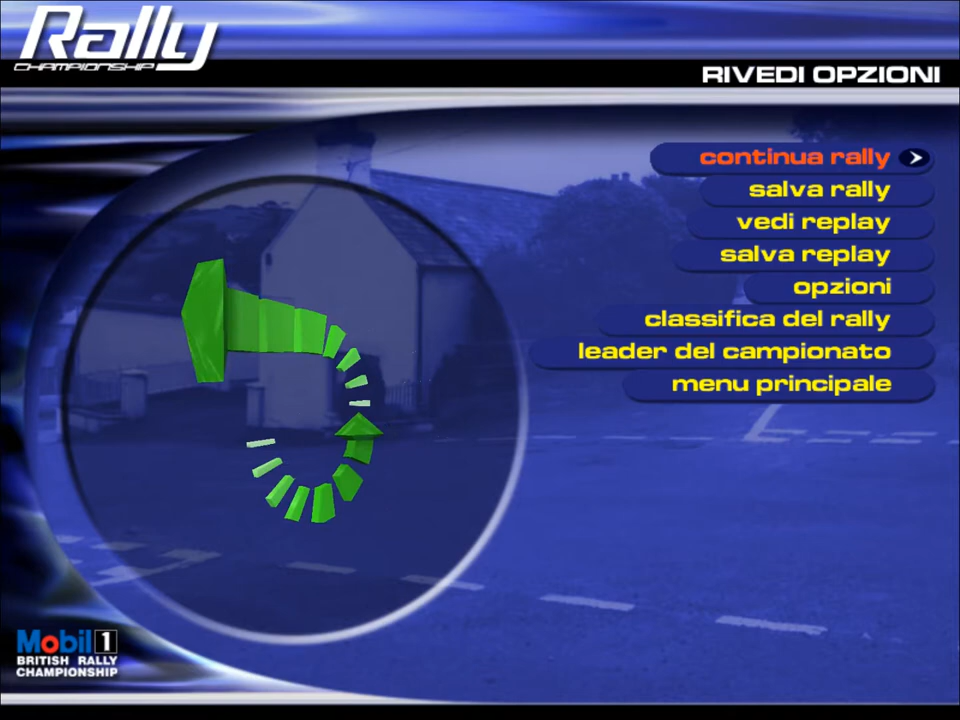 Rally
CHAMPIONSHIP
RIVEDI OPZIONI
continua rally
salva rally
vedi replay
salva replay
opzioni
classifica del rally
leader del campionato
menu principale
Mobil 1
BRITISH RALLY
CHAMPIONSHIP